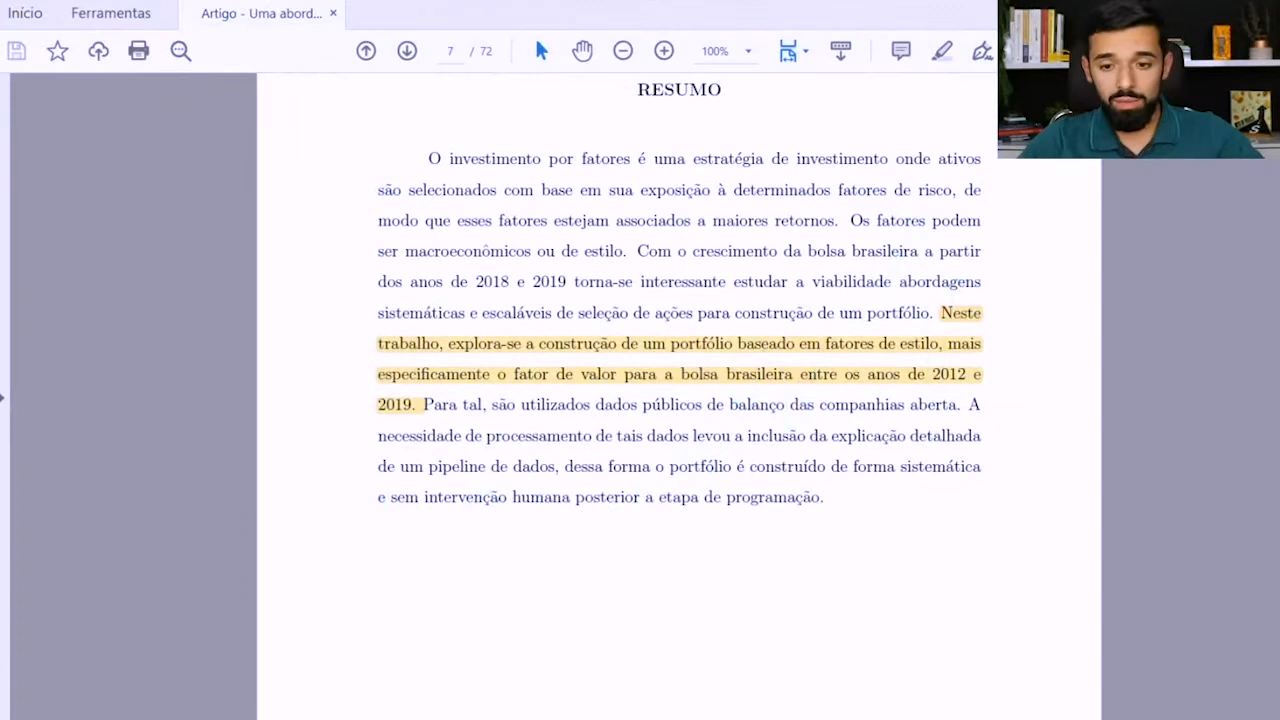 Início Ferramentas Artigo - Uma abord... ×
7 / 72 100%
RESUMO
O investimento por fatores é uma estratégia de investimento onde ativos
são selecionados com base em sua exposição à determinados fatores de risco, de
modo que esses fatores estejam associados a maiores retornos. Os fatores podem
ser macroeconômicos ou de estilo. Com o crescimento da bolsa brasileira a partir
dos anos de 2018 e 2019 torna-se interessante estudar a viabilidade abordagens
sistemáticas e escaláveis de seleção de ações para construção de um portfólio. Neste
trabalho, explora-se a construção de um portfólio baseado em fatores de estilo, mais
especificamente o fator de valor para a bolsa brasileira entre os anos de 2012 e
2019. Para tal, são utilizados dados públicos de balanço das companhias aberta. A
necessidade de processamento de tais dados levou a inclusão da explicação detalhada
de um pipeline de dados, dessa forma o portfólio é construído de forma sistemática
e sem intervenção humana posterior a etapa de programação.